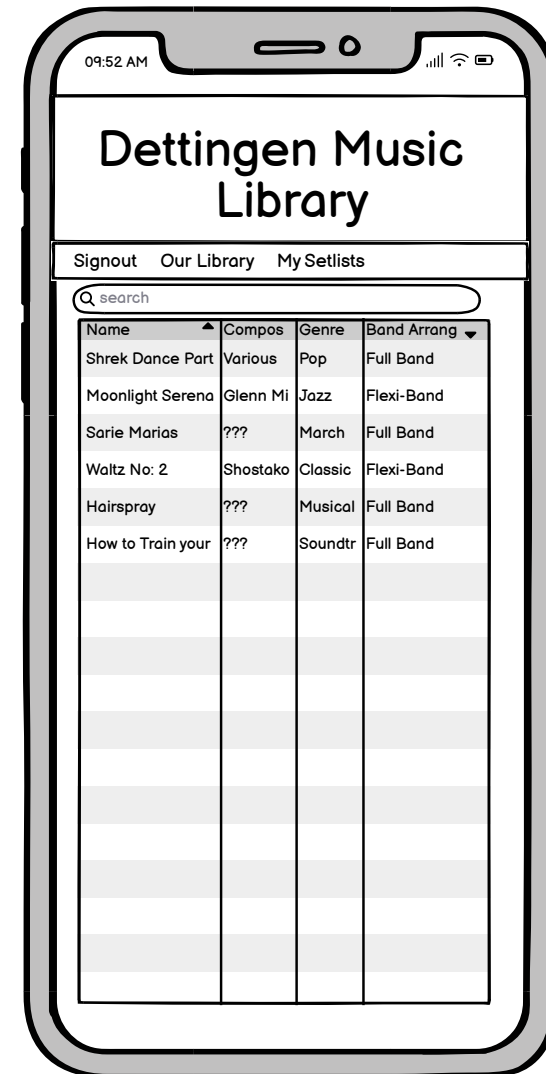 09:52 AM
Dettingen Music
Library
Signout Our Library My Setlists
search
Name Compos Genre Band Arrang
Shrek Dance Part Various Pop Full Band
Moonlight Serena Glenn Mi Jazz Flexi-Band
Sarie Marias ??? March Full Band
Waltz No: 2 Shostako Classic Flexi-Band
Hairspray ??? Musical Full Band
How to Train your ??? Soundtr Full Band